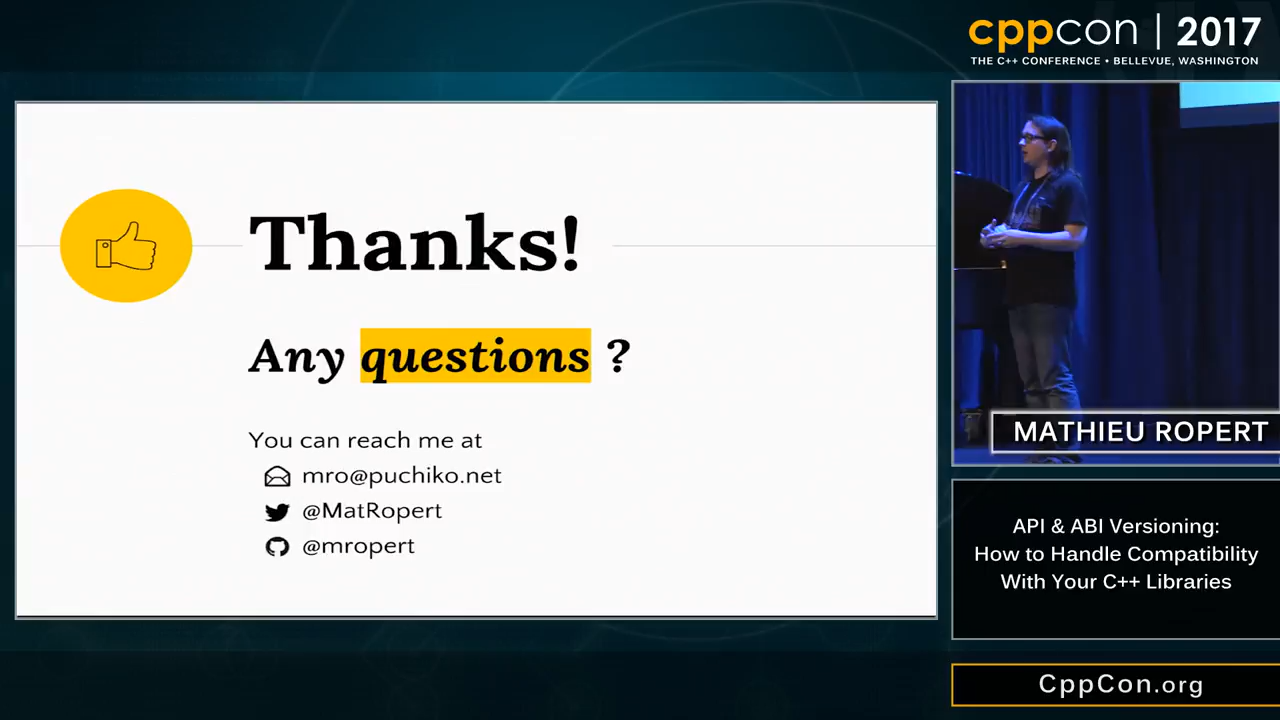 cppcon | 2017
THE C++ CONFERENCE • BELLEVUE, WASHINGTON
Thanks!
Any questions ?
You can reach me at
mro@puchiko.net
@MatRopert
@mropert
MATHIEU ROPERT
API & ABI Versioning:
How to Handle Compatibility
With Your C++ Libraries
CppCon.org